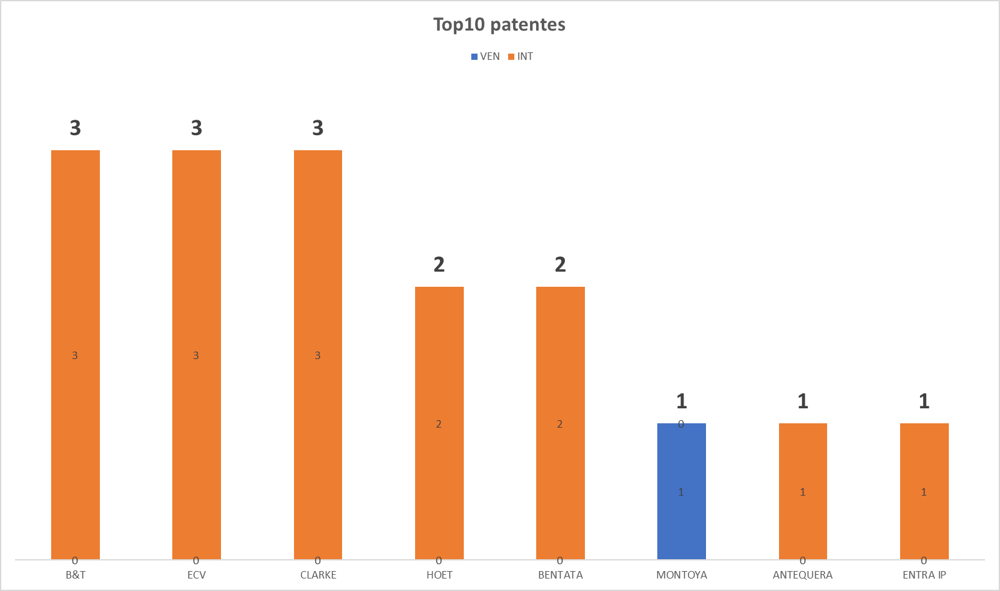 Top10 patentes
VEN INT
3 3 3
2 2
1 1 1
3 3 3
2 2 0
1 1 1
0 0 0 0 0 0 0
B&T ECV CLARKE HOET BENTATA MONTOYA ANTEQUERA ENTRA IP